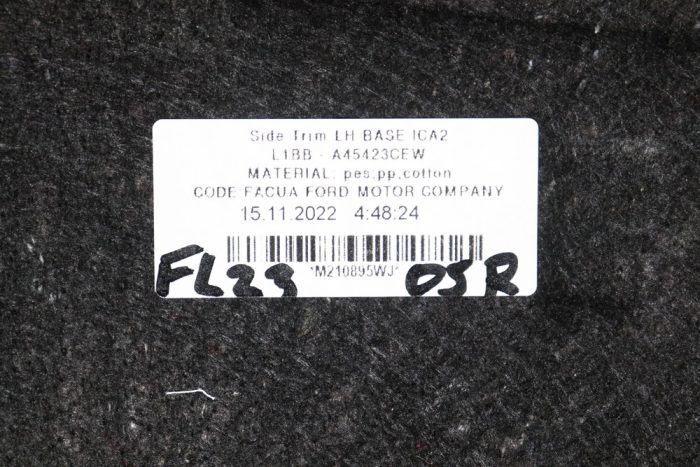 Side Trim LH BASE ICA2
L1BB - A45423CEW
MATERIAL: pes,pp,cotton
CODE FACUA FORD MOTOR COMPANY
15.11.2022 4:48:24
*M210895WJ*
FL23 OSR